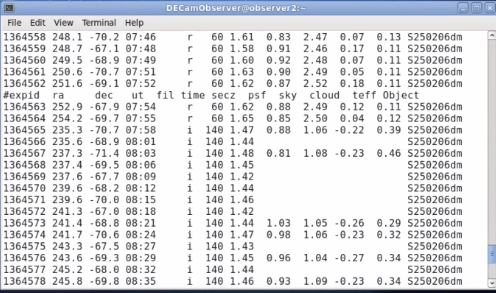 DECamObserver@observer2:~
File Edit View Terminal Help
1364558 248.1 -70.2 07:46 r 60 1.61 0.83 2.47 0.07 0.13 S250206dm
1364559 248.7 -67.1 07:48 r 60 1.58 0.91 2.46 0.17 0.11 S250206dm
1364560 249.5 -68.9 07:49 r 60 1.60 0.92 2.48 0.07 0.11 S250206dm
1364561 250.6 -70.7 07:51 r 60 1.63 0.90 2.49 0.05 0.11 S250206dm
1364562 251.6 -69.1 07:52 r 60 1.62 0.87 2.52 0.18 0.11 S250206dm
#expid ra dec ut fil time secz psf sky cloud teff Object
1364563 252.9 -67.9 07:54 r 60 1.62 0.88 2.49 0.12 0.11 S250206dm
1364564 254.2 -69.7 07:55 r 60 1.65 0.85 2.50 0.04 0.12 S250206dm
1364565 235.3 -70.7 07:58 i 140 1.47 0.88 1.06 -0.22 0.39 S250206dm
1364566 235.6 -68.9 08:01 i 140 1.44 S250206dm
1364567 237.3 -71.4 08:03 i 140 1.48 0.81 1.08 -0.23 0.46 S250206dm
1364568 237.4 -69.5 08:06 i 140 1.45 S250206dm
1364569 237.6 -67.7 08:09 i 140 1.42 S250206dm
1364570 239.6 -68.2 08:12 i 140 1.44 S250206dm
1364571 239.6 -70.0 08:15 i 140 1.46 S250206dm
1364572 241.3 -67.0 08:18 i 140 1.42 S250206dm
1364573 241.4 -68.8 08:21 i 140 1.44 1.03 1.05 -0.26 0.29 S250206dm
1364574 241.7 -70.6 08:24 i 140 1.47 0.98 1.06 -0.23 0.32 S250206dm
1364575 243.3 -67.5 08:27 i 140 1.43 S250206dm
1364576 243.6 -69.3 08:29 i 140 1.45 0.96 1.04 -0.27 0.34 S250206dm
1364577 245.2 -68.0 08:32 i 140 1.44 S250206dm
1364578 245.8 -69.8 08:35 i 140 1.46 0.93 1.09 -0.23 0.34 S250206dm